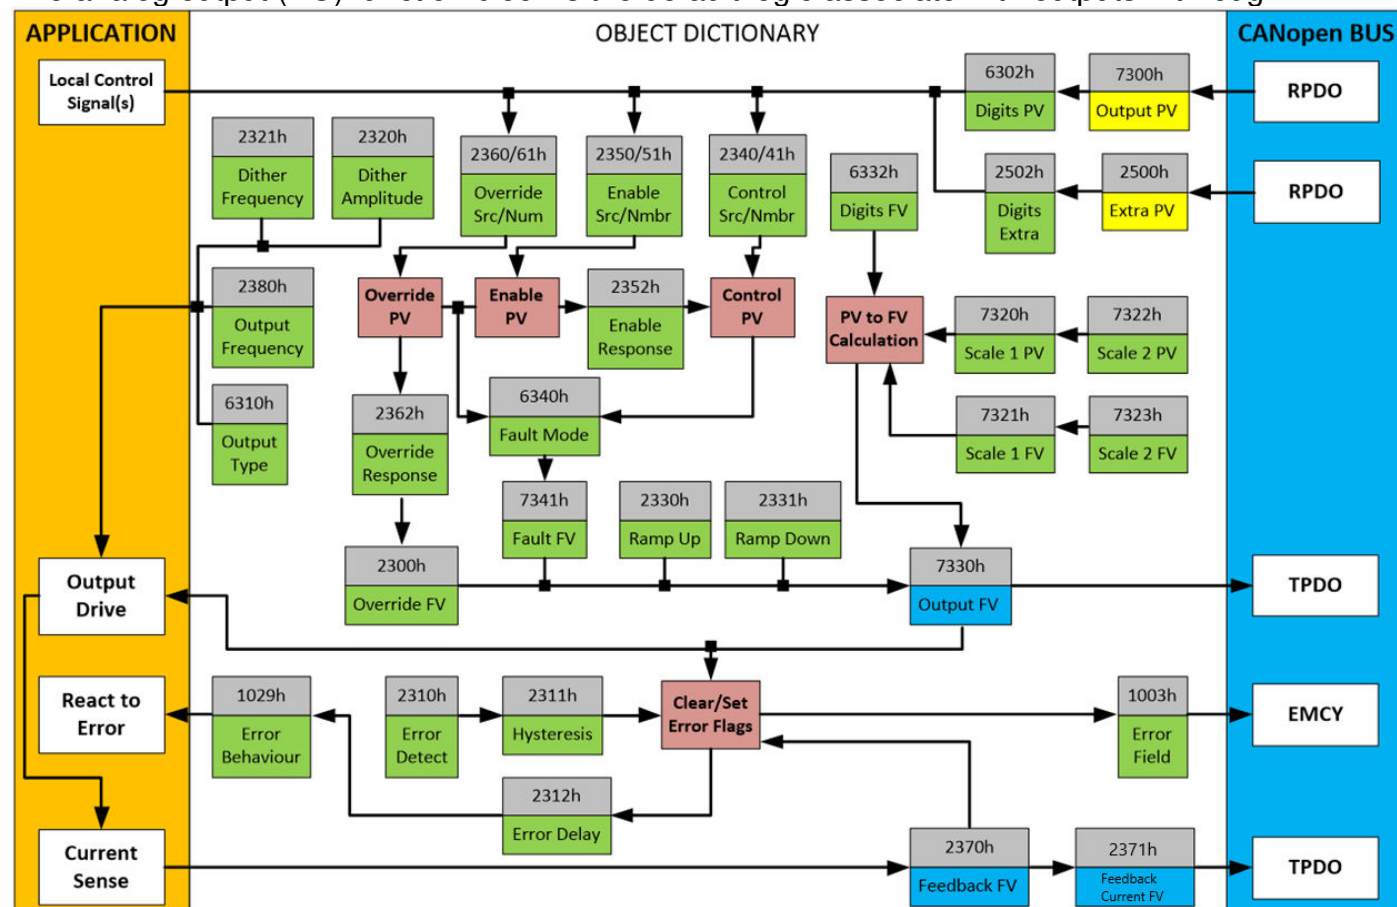 APPLICATION
OBJECT DICTIONARY
CANopen BUS
Local Control
Signal(s)
6302h
Digits PV
7300h
Output PV
RPDO
2321h
Dither
Frequency
2320h
Dither
Amplitude
2360/61h
Override
Src/Num
2350/51h
Enable
Src/Nmbr
2340/41h
Control
Src/Nmbr
6332h
Digits FV
2502h
Digits
Extra
2500h
Extra PV
RPDO
2380h
Output
Frequency
Override
PV
Enable
PV
2352h
Enable
Response
Control
PV
PV to FV
Calculation
7320h
Scale 1 PV
7322h
Scale 2 PV
6310h
Output
Type
2362h
Override
Response
6340h
Fault Mode
7321h
Scale 1 FV
7323h
Scale 2 FV
7341h
Fault FV
2330h
Ramp Up
2331h
Ramp Down
Output
Drive
2300h
Override FV
7330h
Output FV
TPDO
React to
Error
1029h
Error
Behaviour
2310h
Error
Detect
2311h
Hysteresis
Clear/Set
Error Flags
1003h
Error
Field
EMCY
2312h
Error Delay
Current
Sense
2370h
Feedback FV
2371h
Feedback
Current FV
TPDO